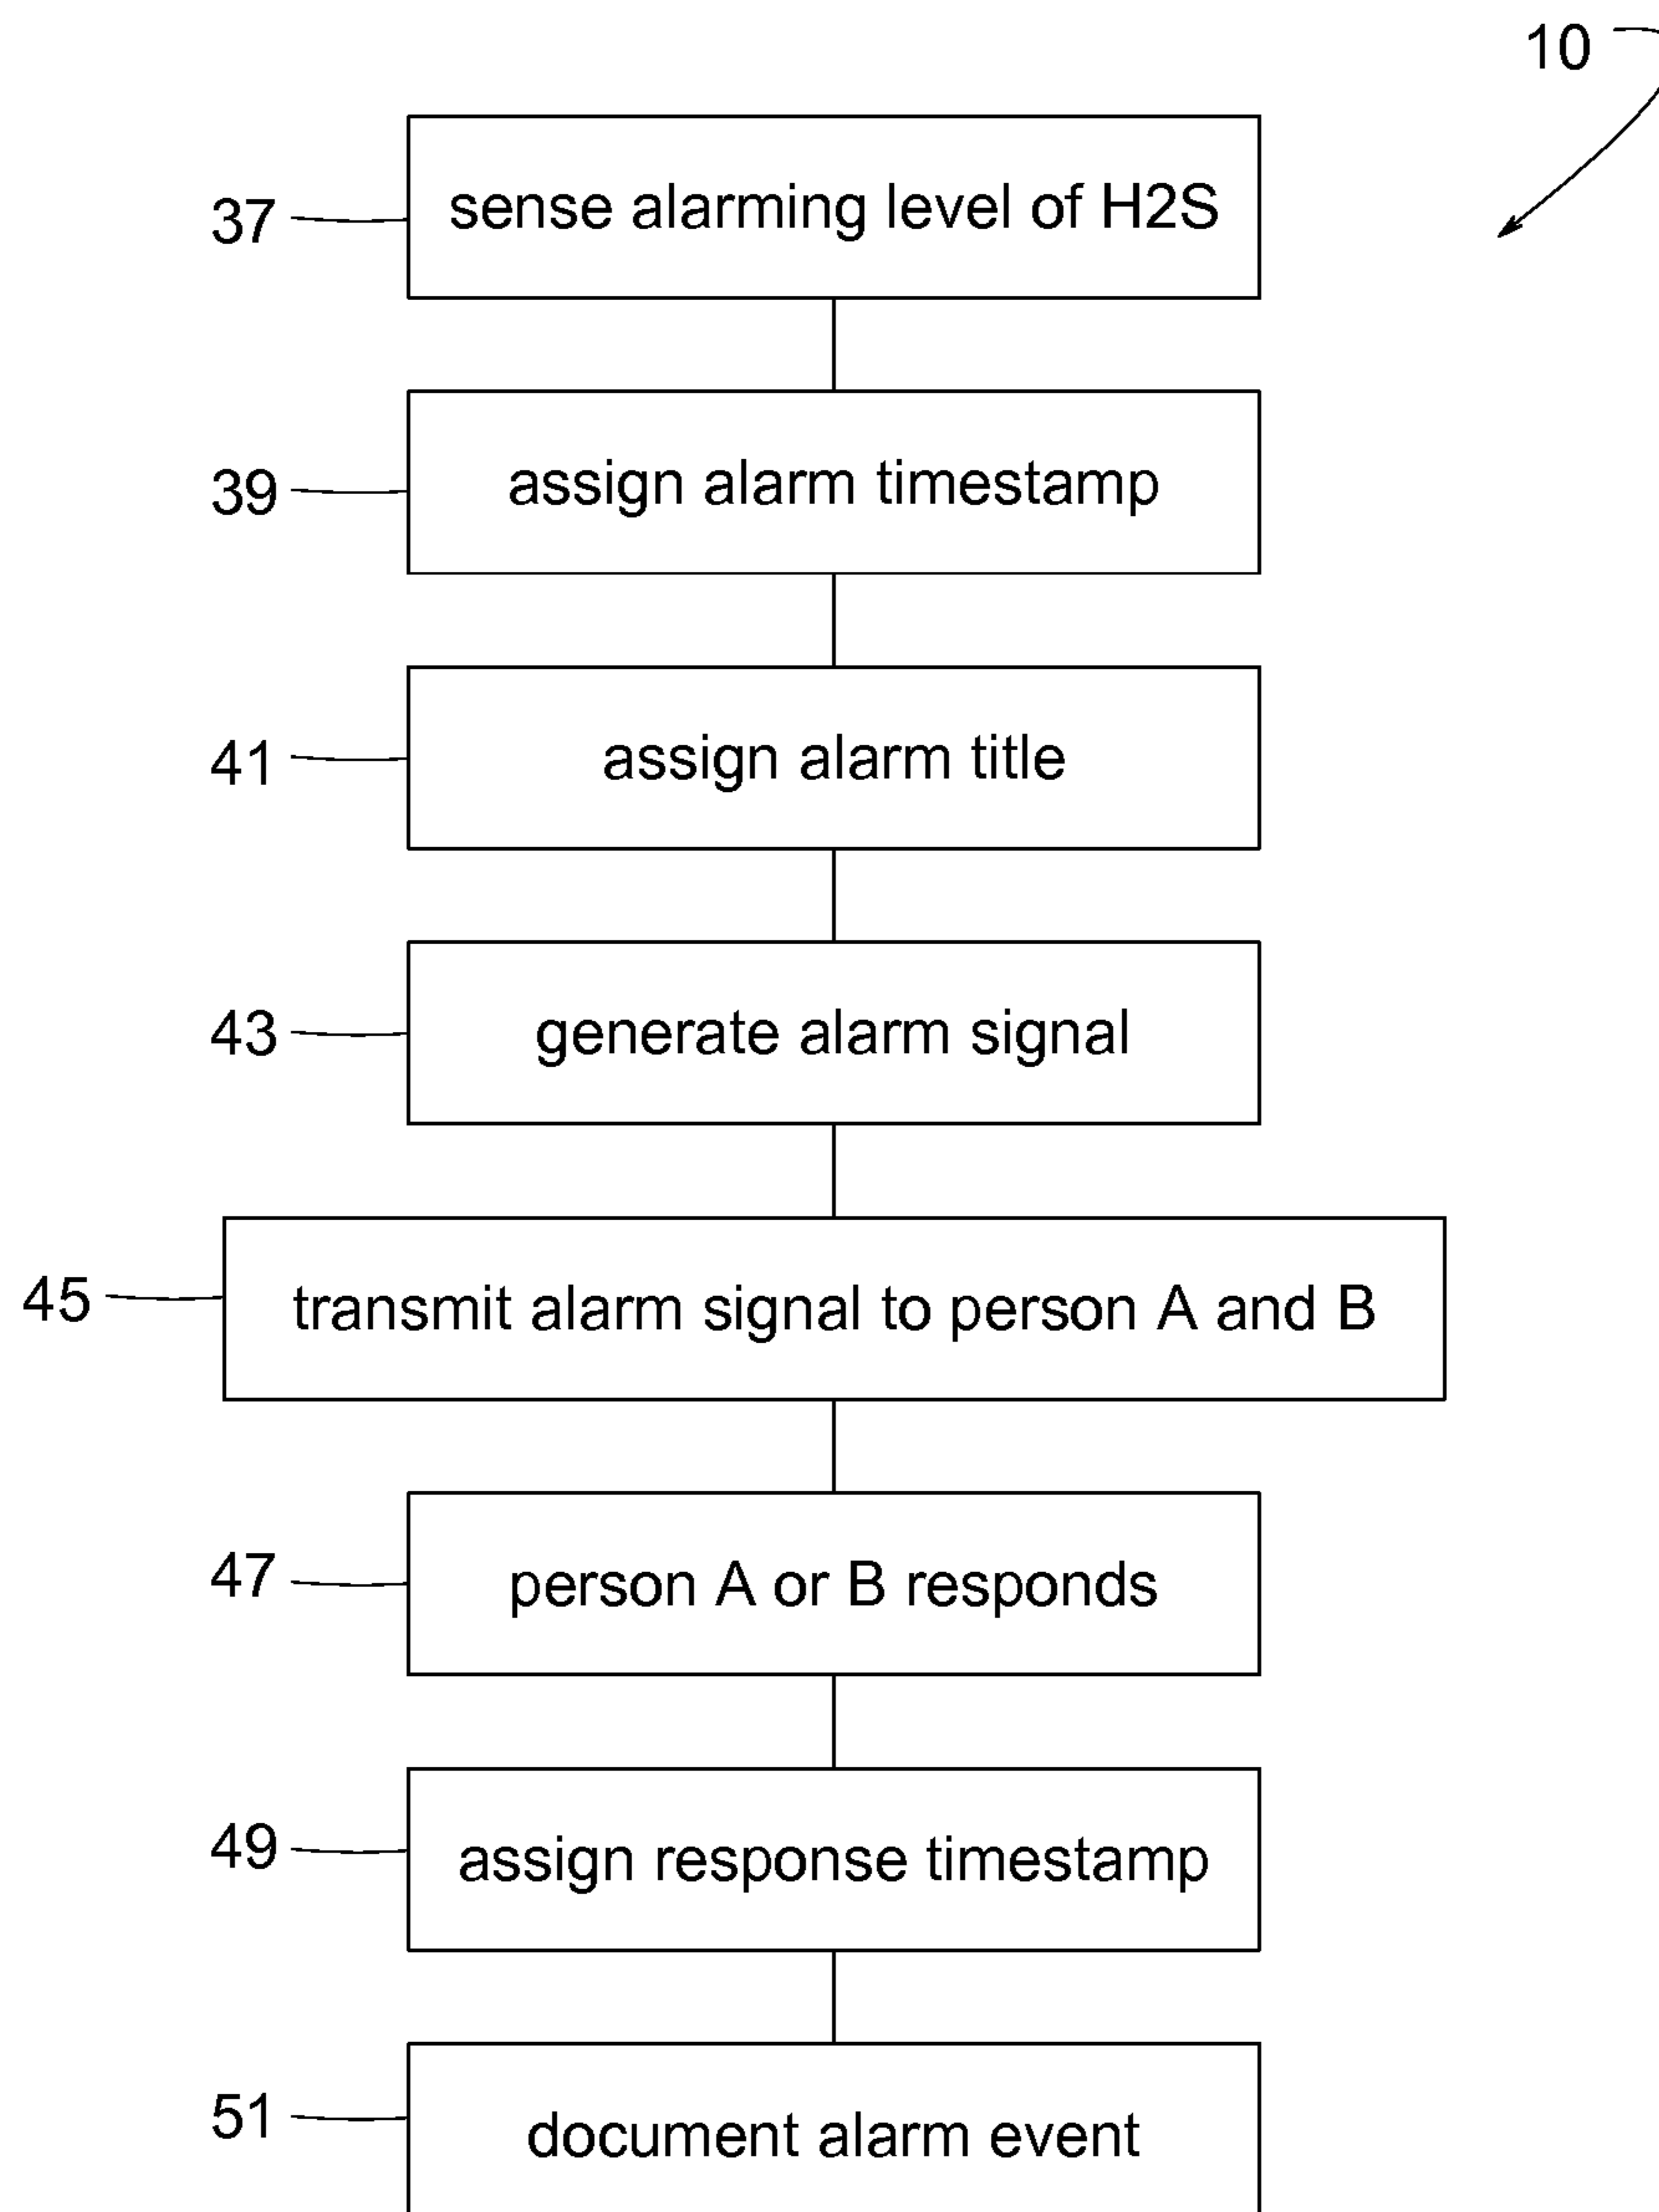 10
37 sense alarming level of H2S
39 assign alarm timestamp
41 assign alarm title
43 generate alarm signal
45 transmit alarm signal to person A and B
47 person A or B responds
49 assign response timestamp
51 document alarm event